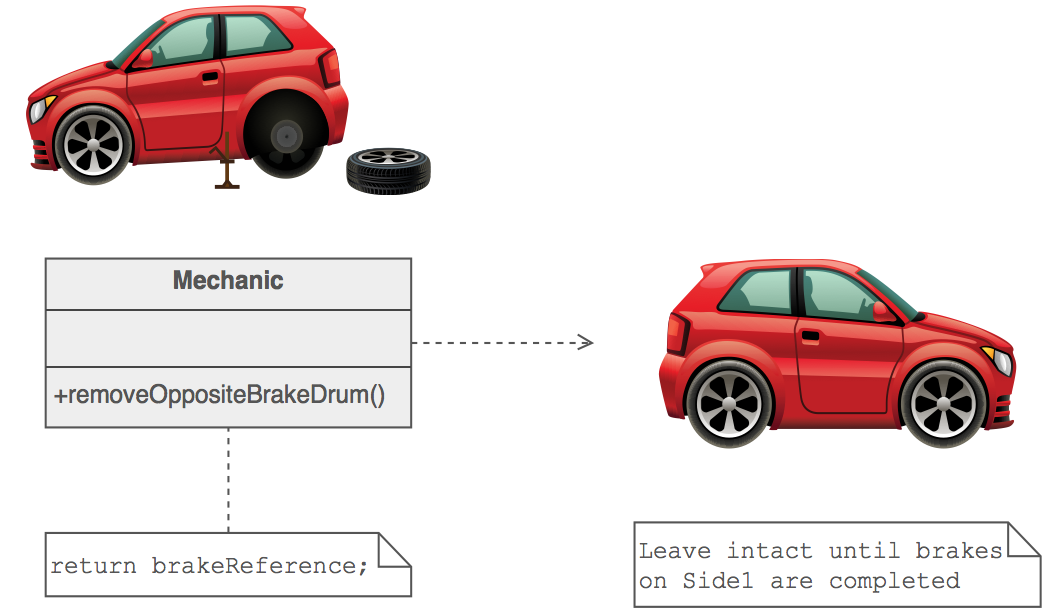 Mechanic
+removeOppositeBrakeDrum()
return brakeReference;
Leave intact until brakes
on Side1 are completed